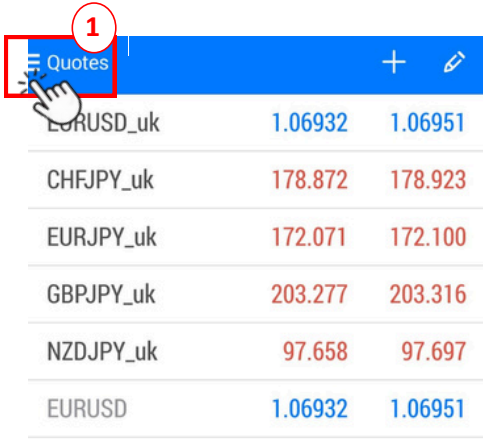 1
Quotes
EURUSD_uk 1.06932 1.06951
CHFJPY_uk 178.872 178.923
EURJPY_uk 172.071 172.100
GBPJPY_uk 203.277 203.316
NZDJPY_uk 97.658 97.697
EURUSD 1.06932 1.06951